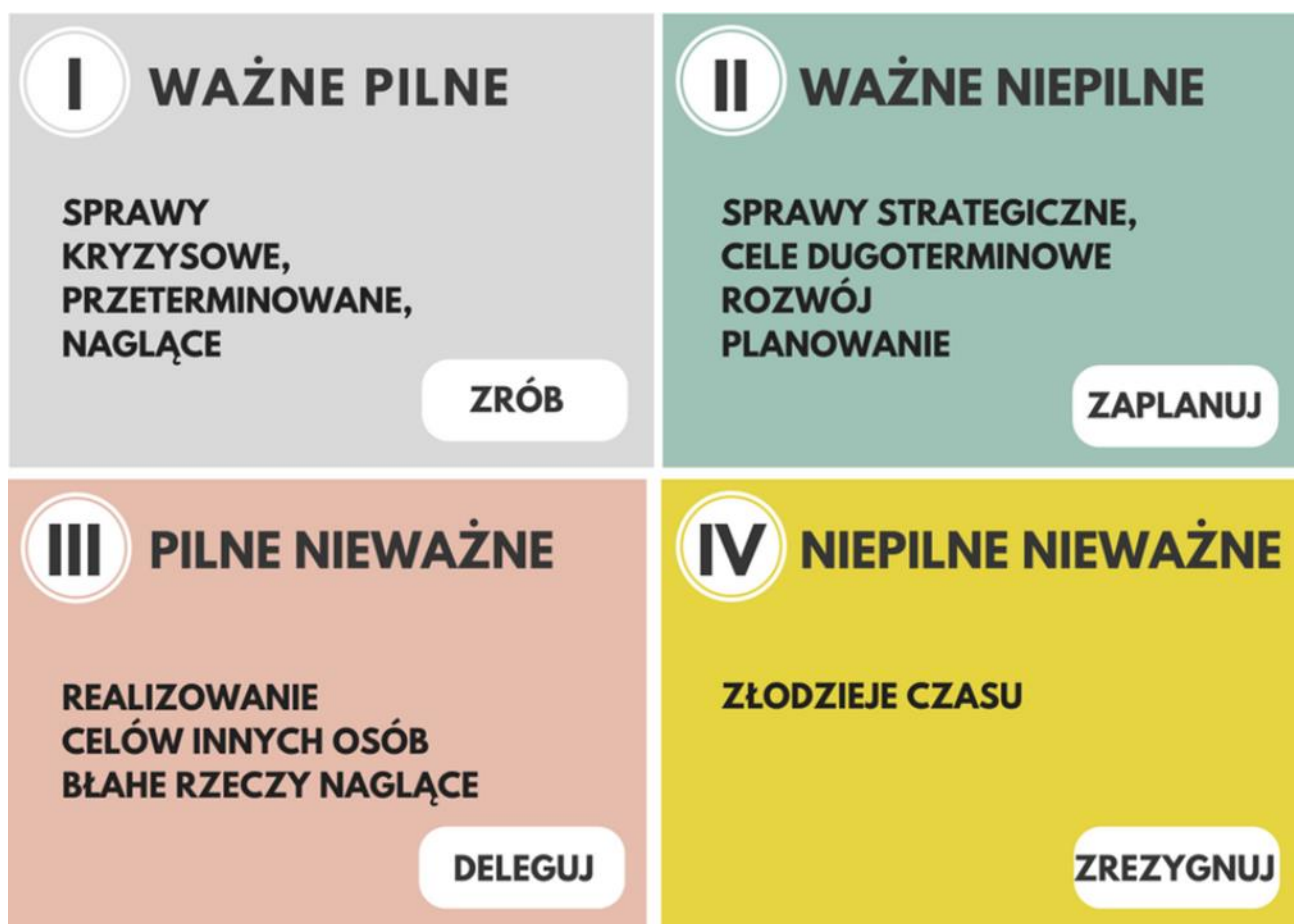 I WAŻNE PILNE
SPRAWY
KRYZYSOWE,
PRZETERMINOWANE,
NAGLĄCE
ZRÓB
II WAŻNE NIEPILNE
SPRAWY STRATEGICZNE,
CELE DUGOTERMINOWE
ROZWÓJ
PLANOWANIE
ZAPLANUJ
III PILNE NIEWAŻNE
REALIZOWANIE
CELÓW INNYCH OSÓB
BŁAHE RZECZY NAGLĄCE
DELEGUJ
IV NIEPILNE NIEWAŻNE
ZŁODZIEJE CZASU
ZREZYGNUJ